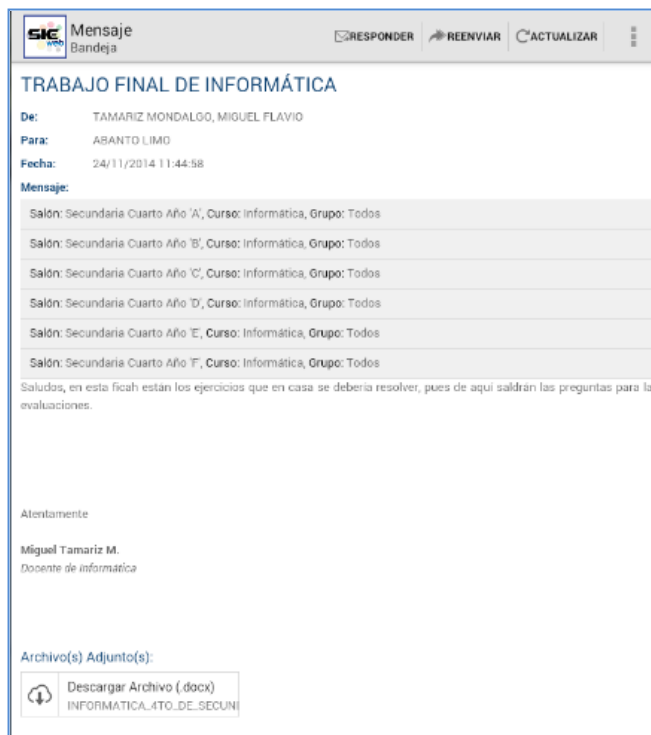 SIE web
Mensaje
Bandeja
RESPONDER
REENVIAR
ACTUALIZAR
TRABAJO FINAL DE INFORMÁTICA
De: TAMARIZ MONDALGO, MIGUEL FLAVIO
Para: ABANTO LIMO
Fecha: 24/11/2014 11:44:58
Mensaje:
Salón: Secundaria Cuarto Año 'A', Curso: Informática, Grupo: Todos
Salón: Secundaria Cuarto Año 'B', Curso: Informática, Grupo: Todos
Salón: Secundaria Cuarto Año 'C', Curso: Informática, Grupo: Todos
Salón: Secundaria Cuarto Año 'D', Curso: Informática, Grupo: Todos
Salón: Secundaria Cuarto Año 'E', Curso: Informática, Grupo: Todos
Salón: Secundaria Cuarto Año 'F', Curso: Informática, Grupo: Todos
Saludos, en esta ficah están los ejercicios que en casa se debería resolver, pues de aquí saldrán las preguntas para la
evaluaciones.
Atentamente
Miguel Tamariz M.
Docente de Informática
Archivo(s) Adjunto(s):
Descargar Archivo (.docx)
INFORMATICA_4TO_DE_SECUNI